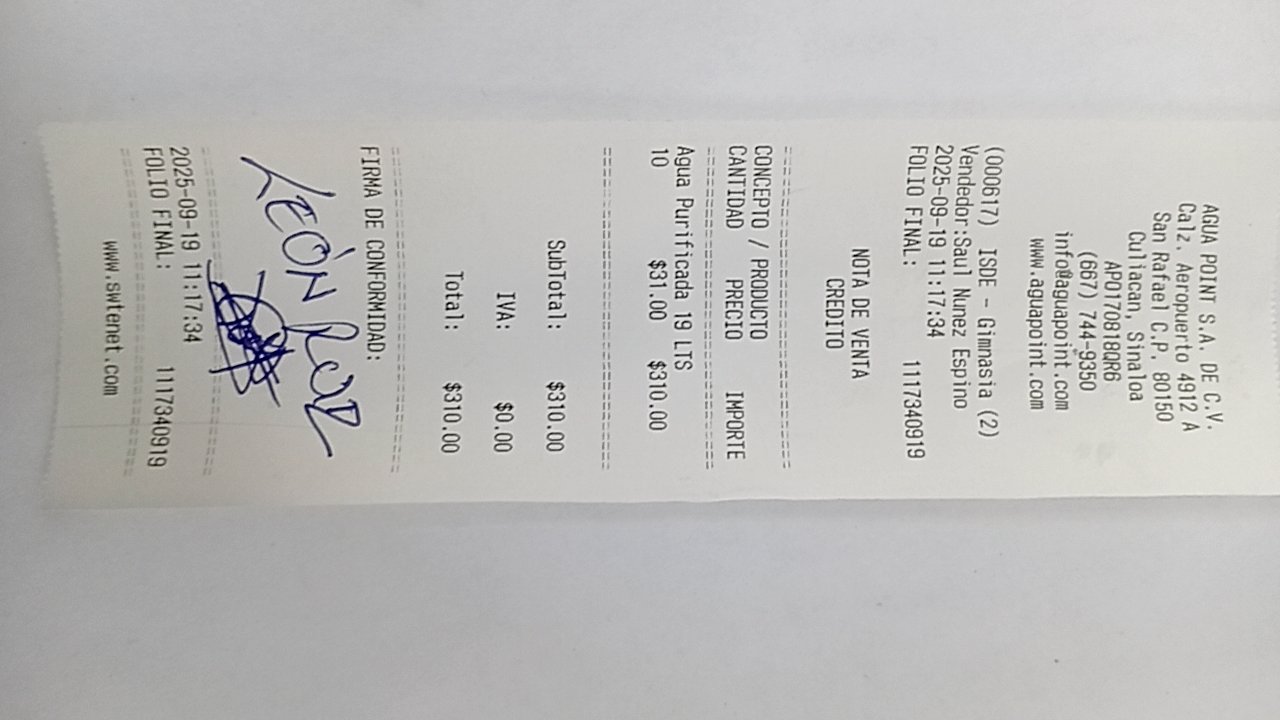 AGUA POINT S.A. DE C.V.
Calz. Aeropuerto 4912 A
San Rafael C.P. 80150
Culiacan, Sinaloa
APO170818QR6
(667) 744-9350
info@aguapoint.com
www.aguapoint.com
(000617) ISDE - Gimnasia (2)
Vendedor:Saul Nunez Espino
2025-09-19 11:17:34
FOLIO FINAL: 1117340919
NOTA DE VENTA
CREDITO
CONCEPTO / PRODUCTO
CANTIDAD PRECIO IMPORTE
Agua Purificada 19 LTS
10 $31.00 $310.00
SubTotal: $310.00
IVA: $0.00
Total: $310.00
FIRMA DE CONFORMIDAD:
LEÓN
2025-09-19 11:17:34
FOLIO FINAL: 1117340919
www.swtenet.com